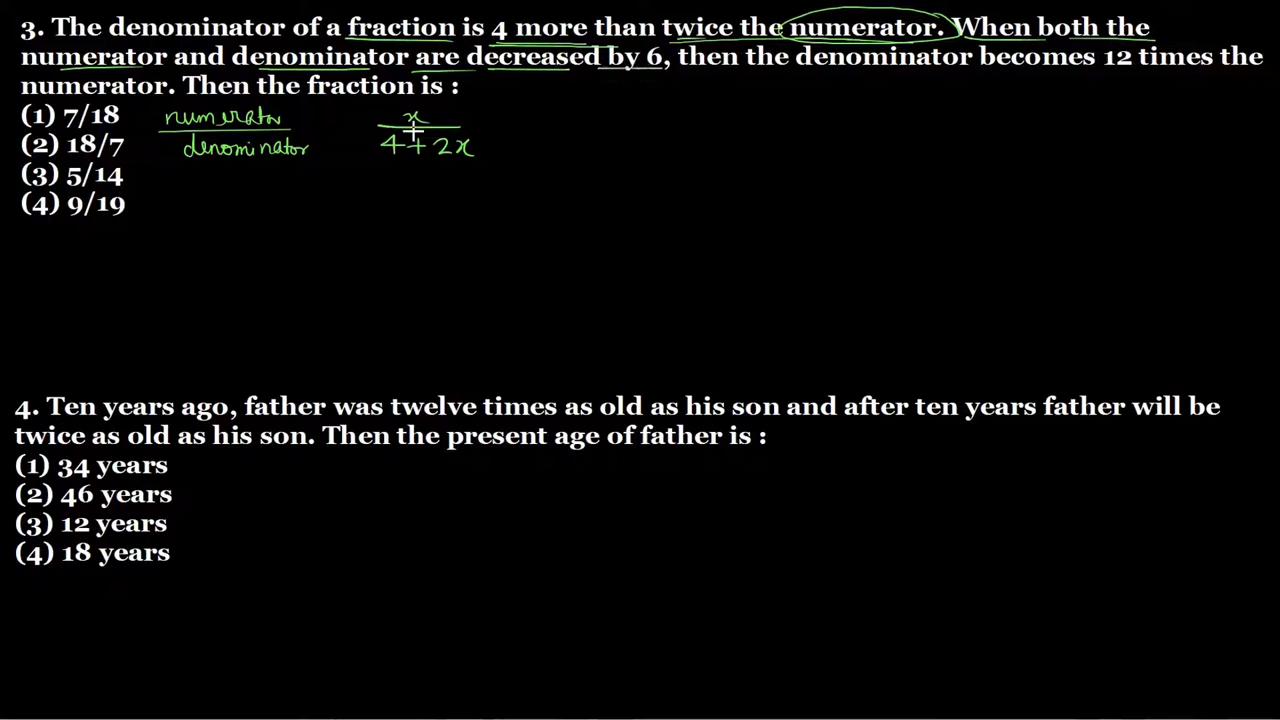 3. The denominator of a fraction is 4 more than twice the numerator. When both the
numerator and denominator are decreased by 6, then the denominator becomes 12 times the
numerator. Then the fraction is :
(1) 7/18
(2) 18/7
(3) 5/14
(4) 9/19
numerator
denominator
x
4+2x
4. Ten years ago, father was twelve times as old as his son and after ten years father will be
twice as old as his son. Then the present age of father is :
(1) 34 years
(2) 46 years
(3) 12 years
(4) 18 years